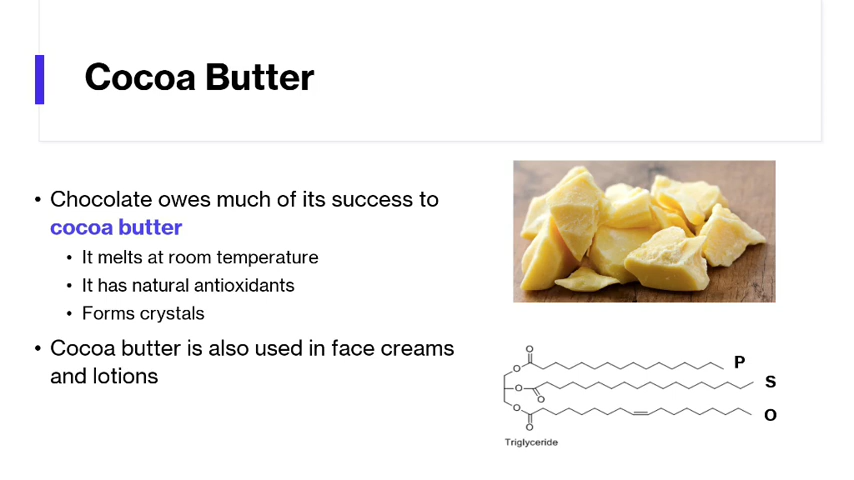 Cocoa Butter
• Chocolate owes much of its success to
cocoa butter
• It melts at room temperature
• It has natural antioxidants
• Forms crystals
• Cocoa butter is also used in face creams
and lotions
O
O
P
O
O
S
O
O
O
Triglyceride